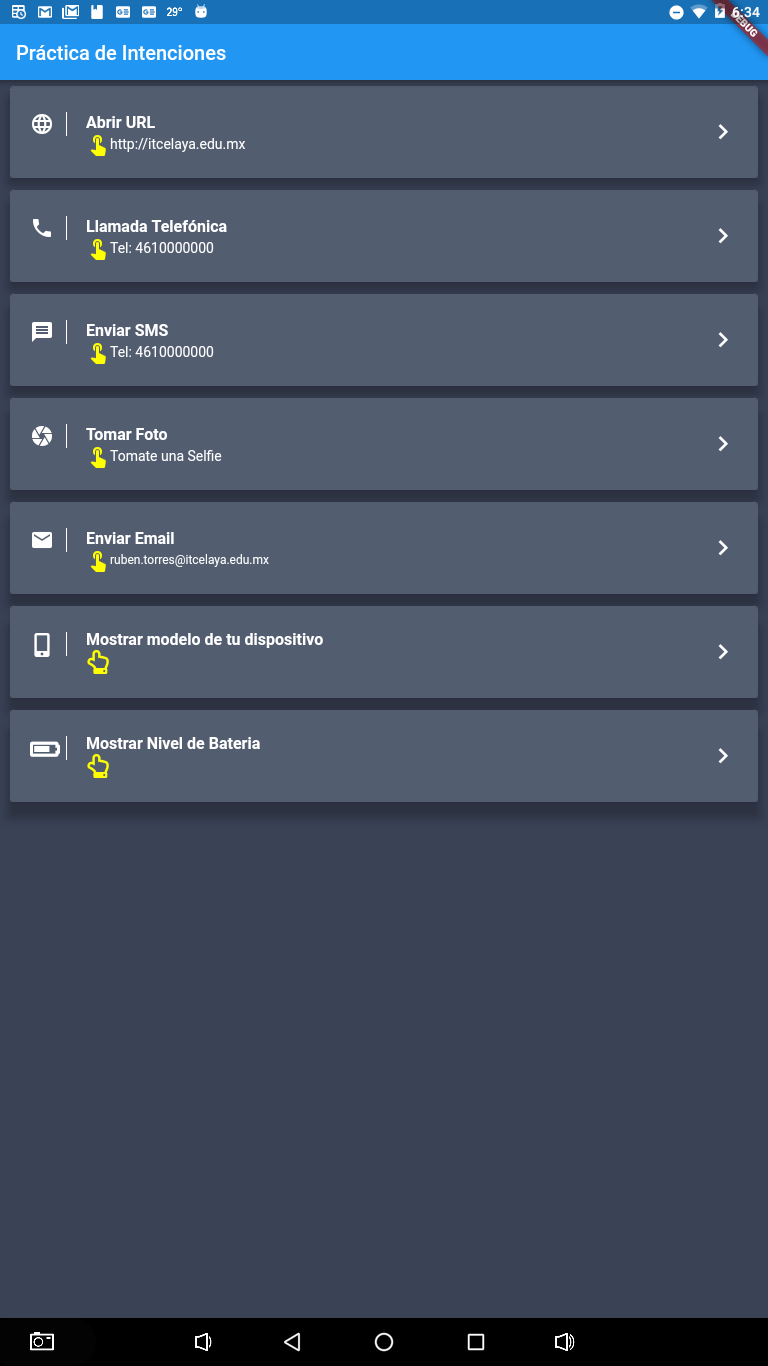 29°
6:34
DEBUG
Práctica de Intenciones
Abrir URL
http://itcelaya.edu.mx
Llamada Telefónica
Tel: 4610000000
Enviar SMS
Tel: 4610000000
Tomar Foto
Tomate una Selfie
Enviar Email
ruben.torres@itcelaya.edu.mx
Mostrar modelo de tu dispositivo
Mostrar Nivel de Bateria